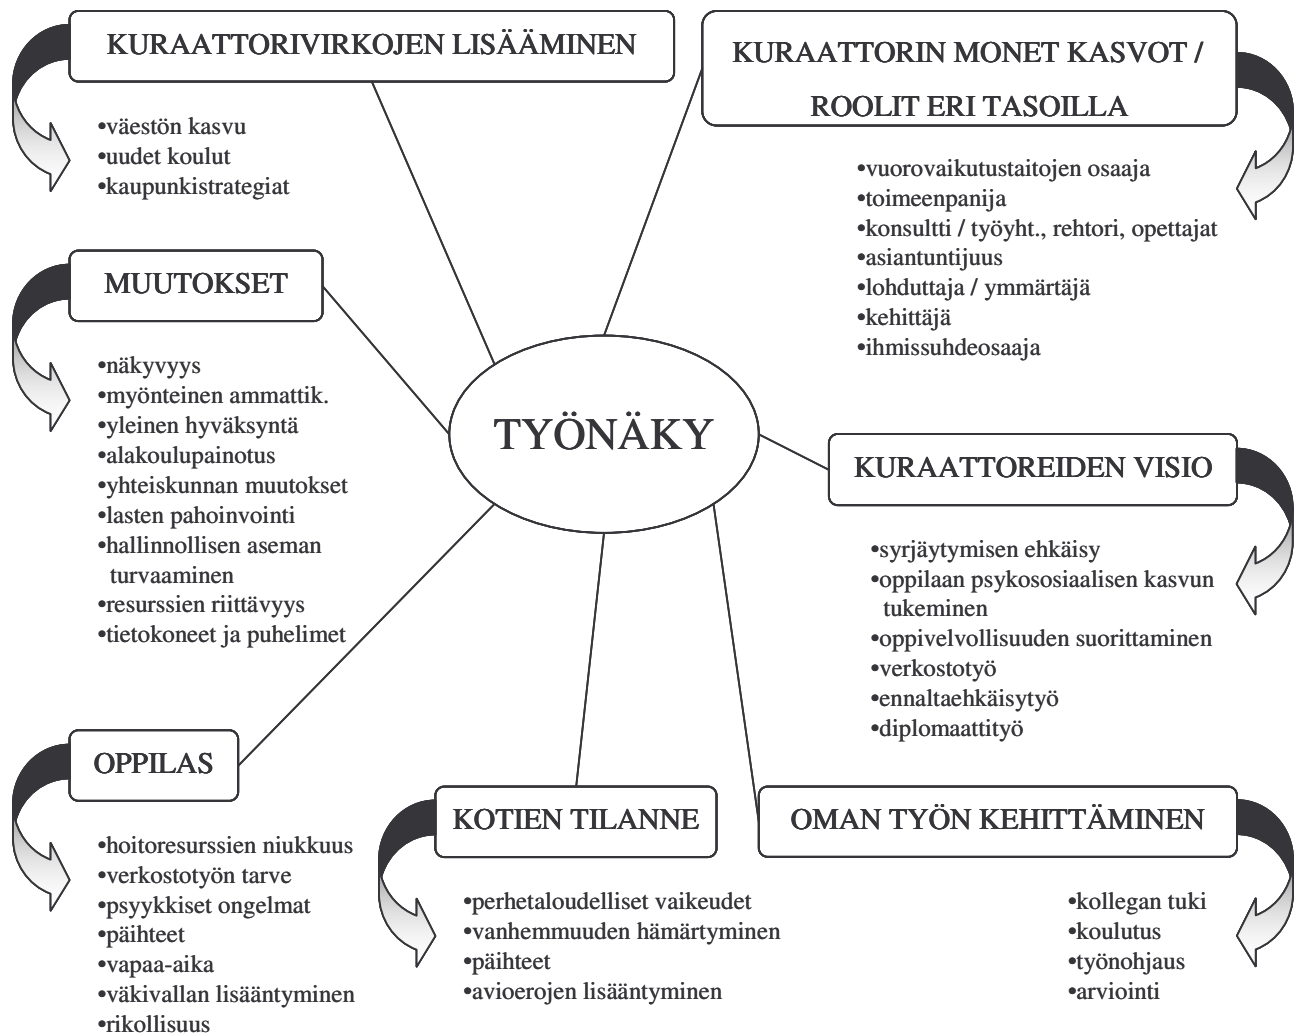 KURAATTORIVIRKOJEN LISÄÄMINEN
•väestön kasvu
•uudet koulut
•kaupunkistrategiat
KURAATTORIN MONET KASVOT /
ROOLIT ERI TASOILLA
•vuorovaikutustaitojen osaaja
•toimeenpanija
•konsultti / työyht., rehtori, opettajat
•asiantuntijuus
•lohduttaja / ymmärtäjä
•kehittäjä
•ihmissuhdeosaaja
MUUTOKSET
•näkyvyys
•myönteinen ammattik.
•yleinen hyväksyntä
•alakoulupainotus
•yhteiskunnan muutokset
•lasten pahoinvointi
•hallinnollisen aseman
turvaaminen
•resurssien riittävyys
•tietokoneet ja puhelimet
TYÖNÄKY
KURAATTOREIDEN VISIO
•syrjäytymisen ehkäisy
•oppilaan psykososiaalisen kasvun
tukeminen
•oppivelvollisuuden suorittaminen
•verkostotyö
•ennaltaehkäisytyö
•diplomaattityö
OPPILAS
•hoitoresurssien niukkuus
•verkostotyön tarve
•psyykkiset ongelmat
•päihteet
•vapaa-aika
•väkivallan lisääntyminen
•rikollisuus
KOTIEN TILANNE
•perhetaloudelliset vaikeudet
•vanhemmuuden hämärtyminen
•päihteet
•avioerojen lisääntyminen
OMAN TYÖN KEHITTÄMINEN
•kollegan tuki
•koulutus
•työnohjaus
•arviointi